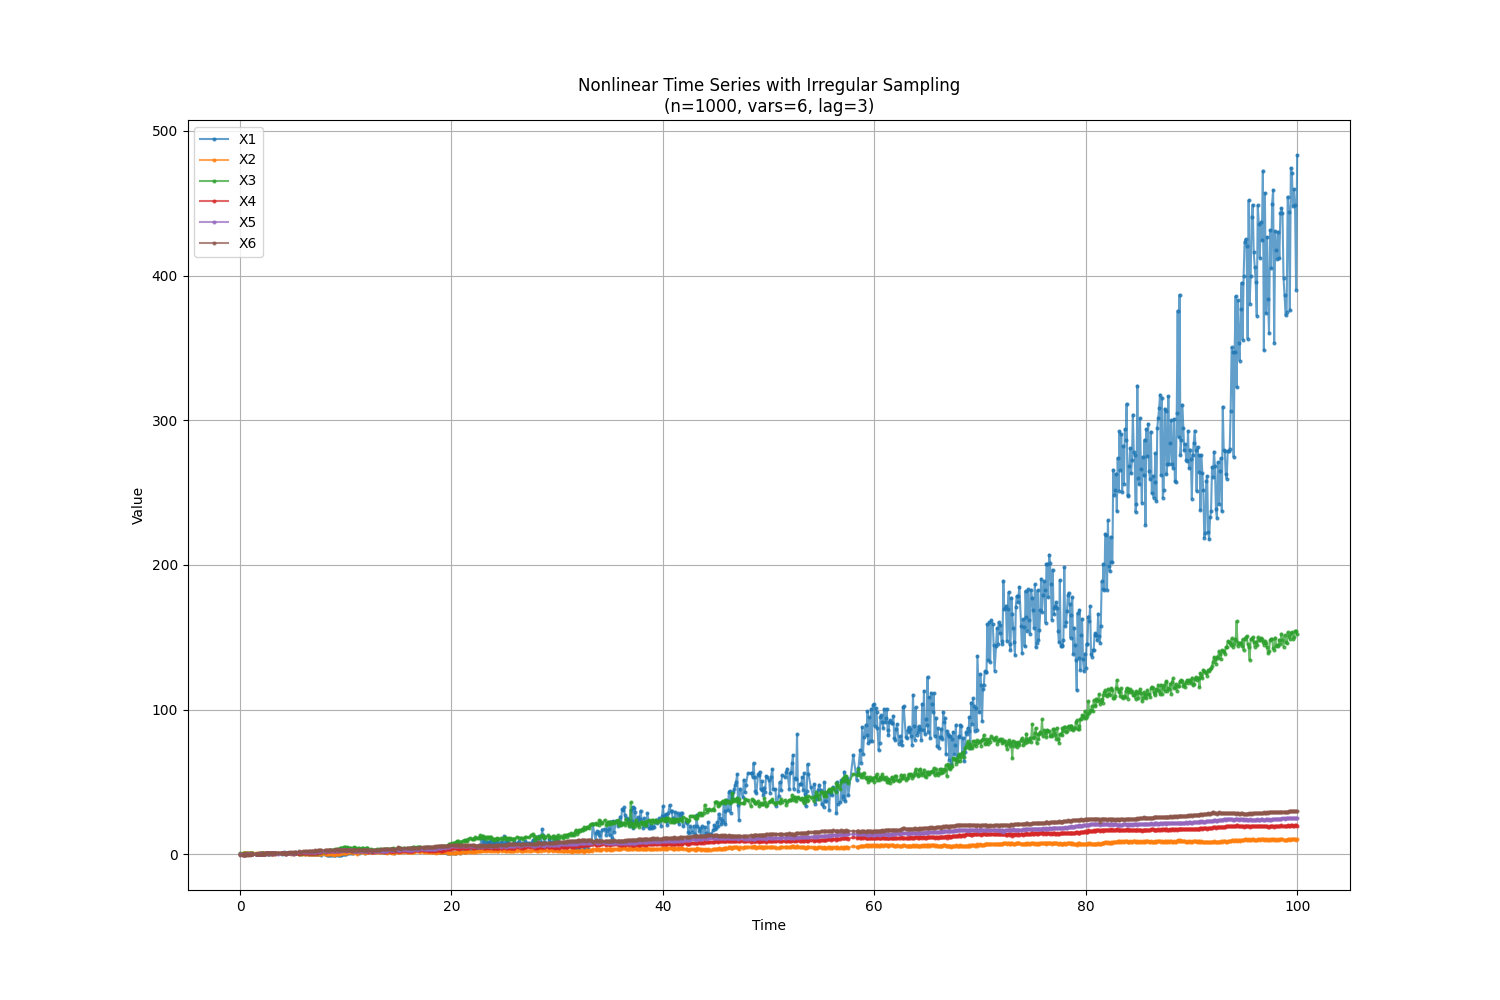 Nonlinear Time Series with Irregular Sampling
(n=1000, vars=6, lag=3)
X1
X2
X3
X4
X5
X6
500
400
300
200
100
0
Value
0
20
40
60
80
100
Time